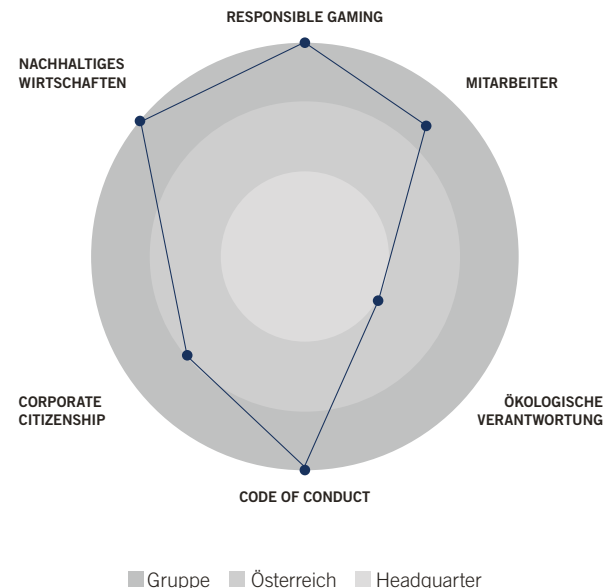 RESPONSIBLE GAMING
NACHHALTIGES
WIRTSCHAFTEN
MITARBEITER
CORPORATE
CITIZENSHIP
ÖKOLOGISCHE
VERANTWORTUNG
CODE OF CONDUCT
Gruppe Österreich Headquarter